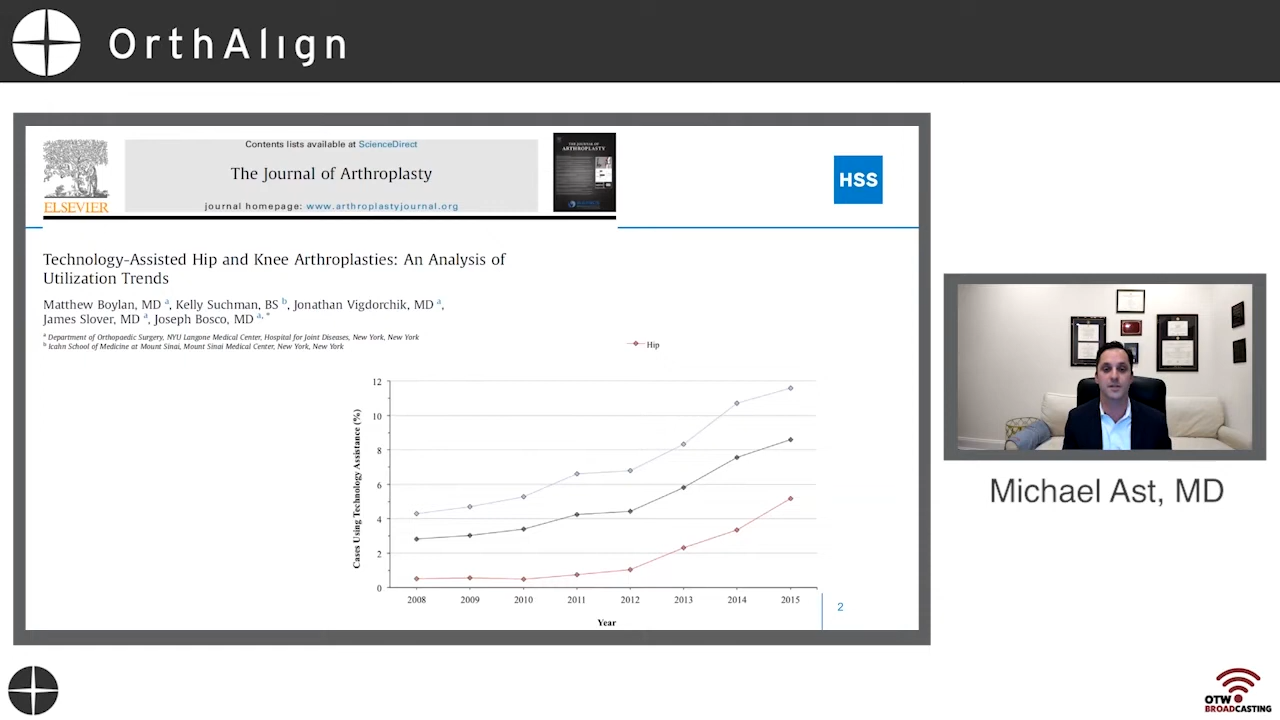 OrthAlign
Contents lists available at ScienceDirect
The Journal of Arthroplasty
journal homepage: www.arthroplastyjournal.org
ELSEVIER
THE JOURNAL OF
ARTHROPLASTY
HSS
Technology-Assisted Hip and Knee Arthroplasties: An Analysis of
Utilization Trends
Matthew Boylan, MD a, Kelly Suchman, BS b, Jonathan Vigdorchik, MD a,
James Slover, MD a, Joseph Bosco, MD a, *
a Department of Orthopaedic Surgery, NYU Langone Medical Center, Hospital for Joint Diseases, New York, New York
b Icahn School of Medicine at Mount Sinai, Mount Sinai Medical Center, New York, New York
Hip
Cases Using Technology Assistance (%)
12
10
8
6
4
2
0
2008 2009 2010 2011 2012 2013 2014 2015
Year
2
Michael Ast, MD
OTW
BROADCASTING